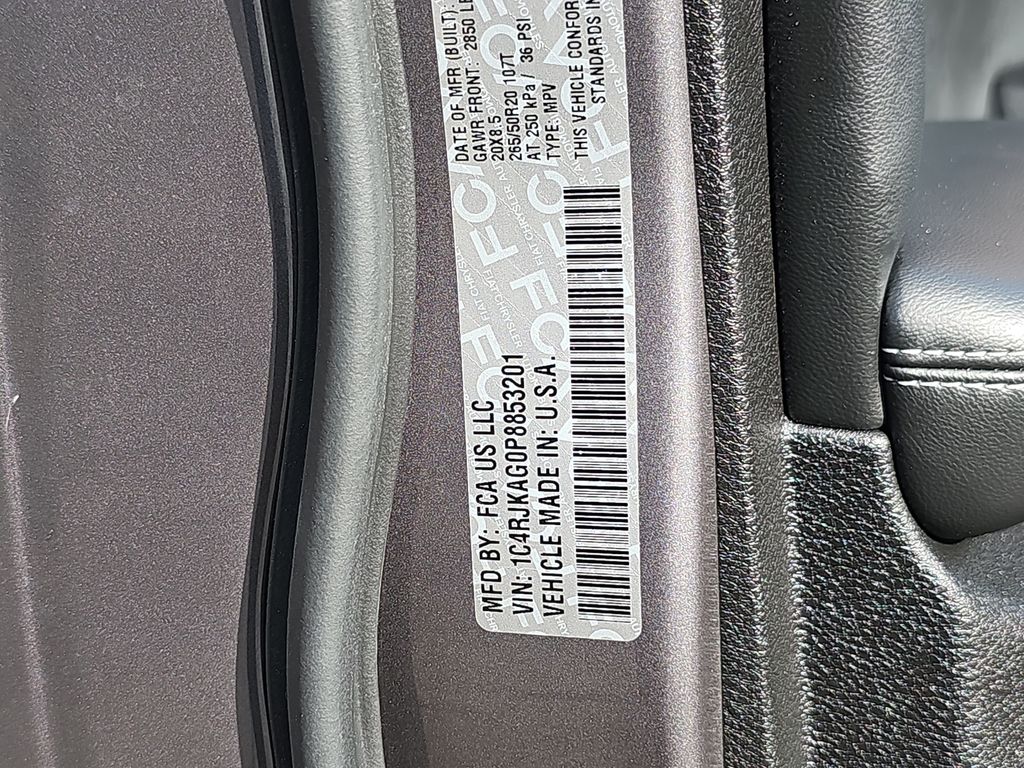 MFD BY: FCA US LLC
VIN: 1C4RJKAG0P8853201
VEHICLE MADE IN: U.S.A.
DATE OF MFR (BUILT):
GAWR FRONT: 2850
20X8.5
265/50R20 107T
AT 250 kPa / 36 PSI
TYPE: MPV
THIS VEHICLE CONFOR
STANDARDS IN